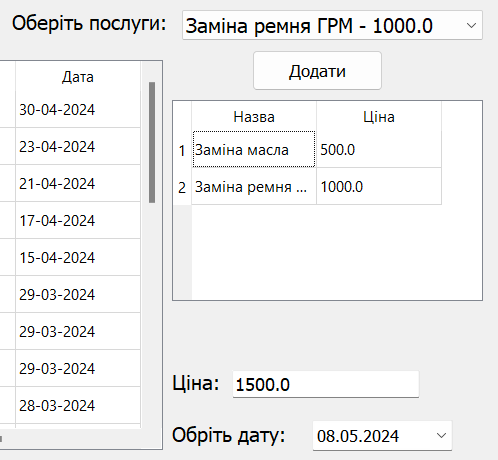 Оберіть послуги: Заміна ремня ГРМ - 1000.0
Додати
Дата
30-04-2024
23-04-2024
21-04-2024
17-04-2024
15-04-2024
29-03-2024
29-03-2024
29-03-2024
28-03-2024
Назва Ціна
1 Заміна масла 500.0
2 Заміна ремня ... 1000.0
Ціна: 1500.0
Обріть дату: 08.05.2024